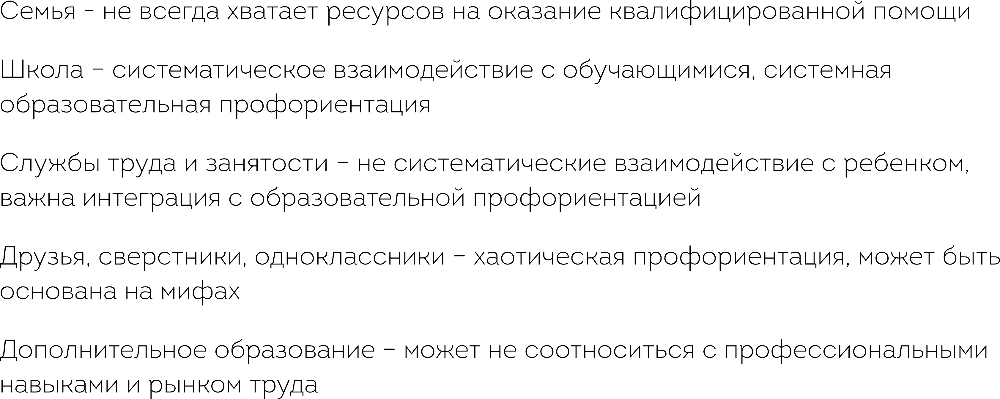 Семья - не всегда хватает ресурсов на оказание квалифицированной помощи
Школа – систематическое взаимодействие с обучающимися, системная
образовательная профориентация
Службы труда и занятости – не систематические взаимодействие с ребенком,
важна интеграция с образовательной профориентацией
Друзья, сверстники, одноклассники – хаотическая профориентация, может быть
основана на мифах
Дополнительное образование – может не соотноситься с профессиональными
навыками и рынком труда